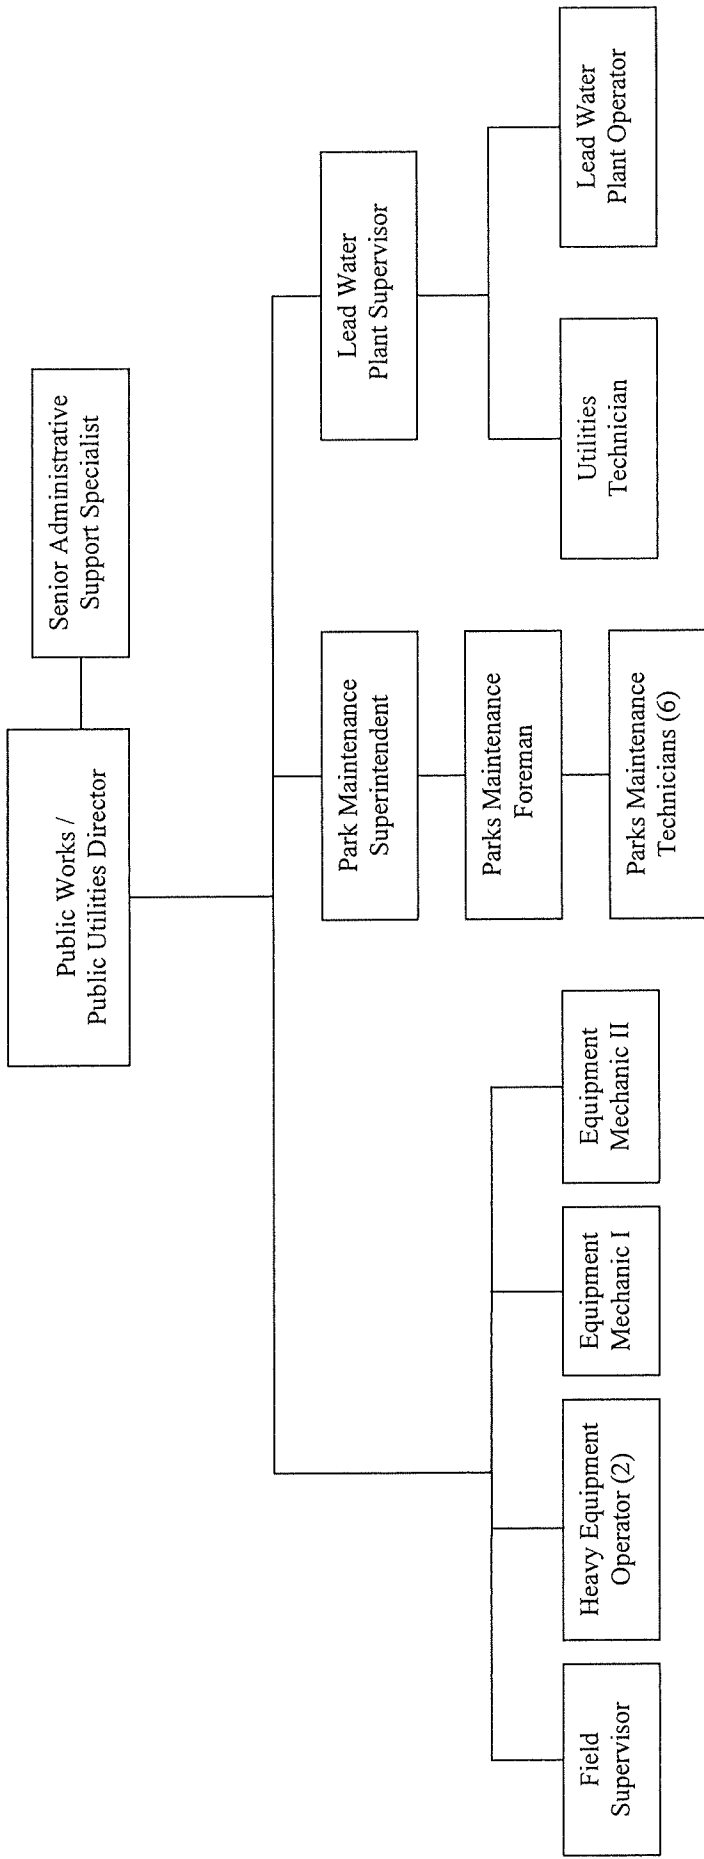 Public Works /
Public Utilities Director
Senior Administrative
Support Specialist
Park Maintenance
Superintendent
Lead Water
Plant Supervisor
Parks Maintenance
Foreman
Field
Supervisor
Heavy Equipment
Operator (2)
Equipment
Mechanic I
Equipment
Mechanic II
Parks Maintenance
Technicians (6)
Utilities
Technician
Lead Water
Plant Operator